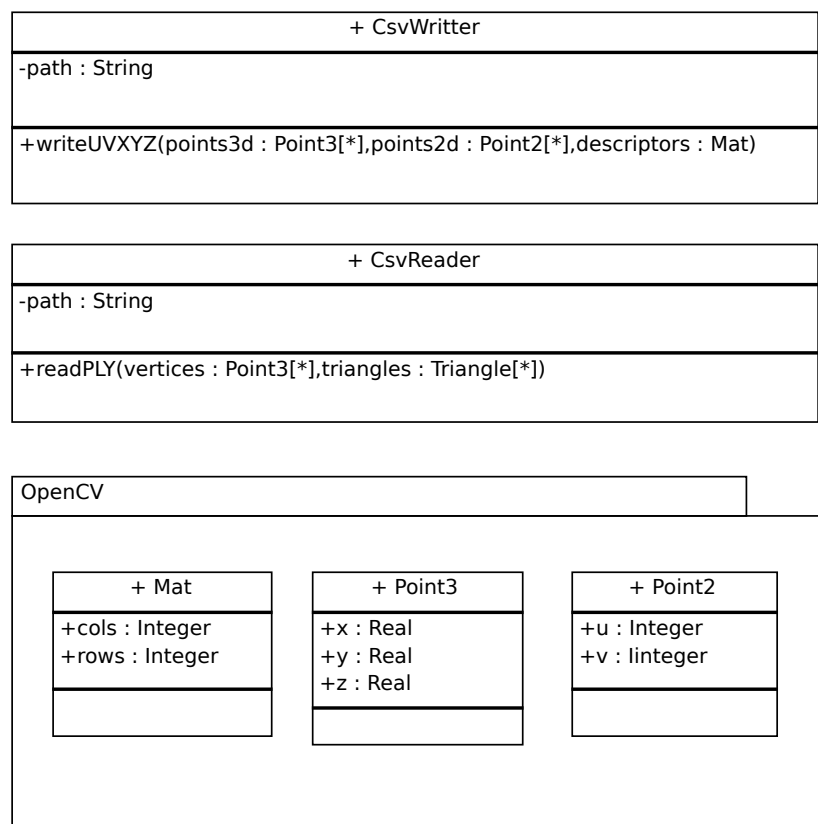 + CsvWritter
-path : String
+writeUVXYZ(points3d : Point3[*],points2d : Point2[*],descriptors : Mat)
+ CsvReader
-path : String
+readPLY(vertices : Point3[*],triangles : Triangle[*])
OpenCV
+ Mat
+cols : Integer
+rows : Integer
+ Point3
+x : Real
+y : Real
+z : Real
+ Point2
+u : Integer
+v : Iinteger